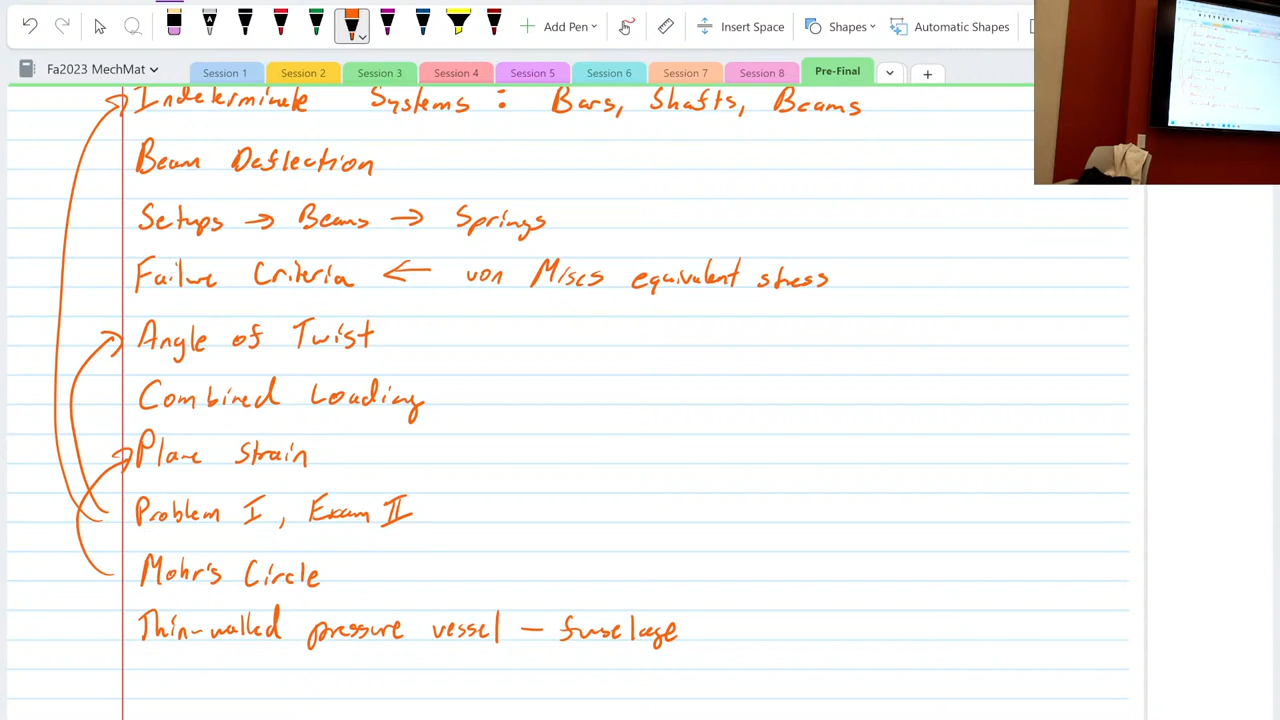 Add Pen
Insert Space
Shapes
Automatic Shapes
Fa2023 MechMat
Session 1
Session 2
Session 3
Session 4
Session 5
Session 6
Session 7
Session 8
Pre-Final
Indeterminate Systems : Bars, Shafts, Beams
Beam Deflection
Setups → Beams → Springs
Failure Criteria ← von Mises equivalent stress
Angle of Twist
Combined Loading
Plane Strain
Problem I, Exam II
Mohr's Circle
Thin-walled pressure vessel — fuselage